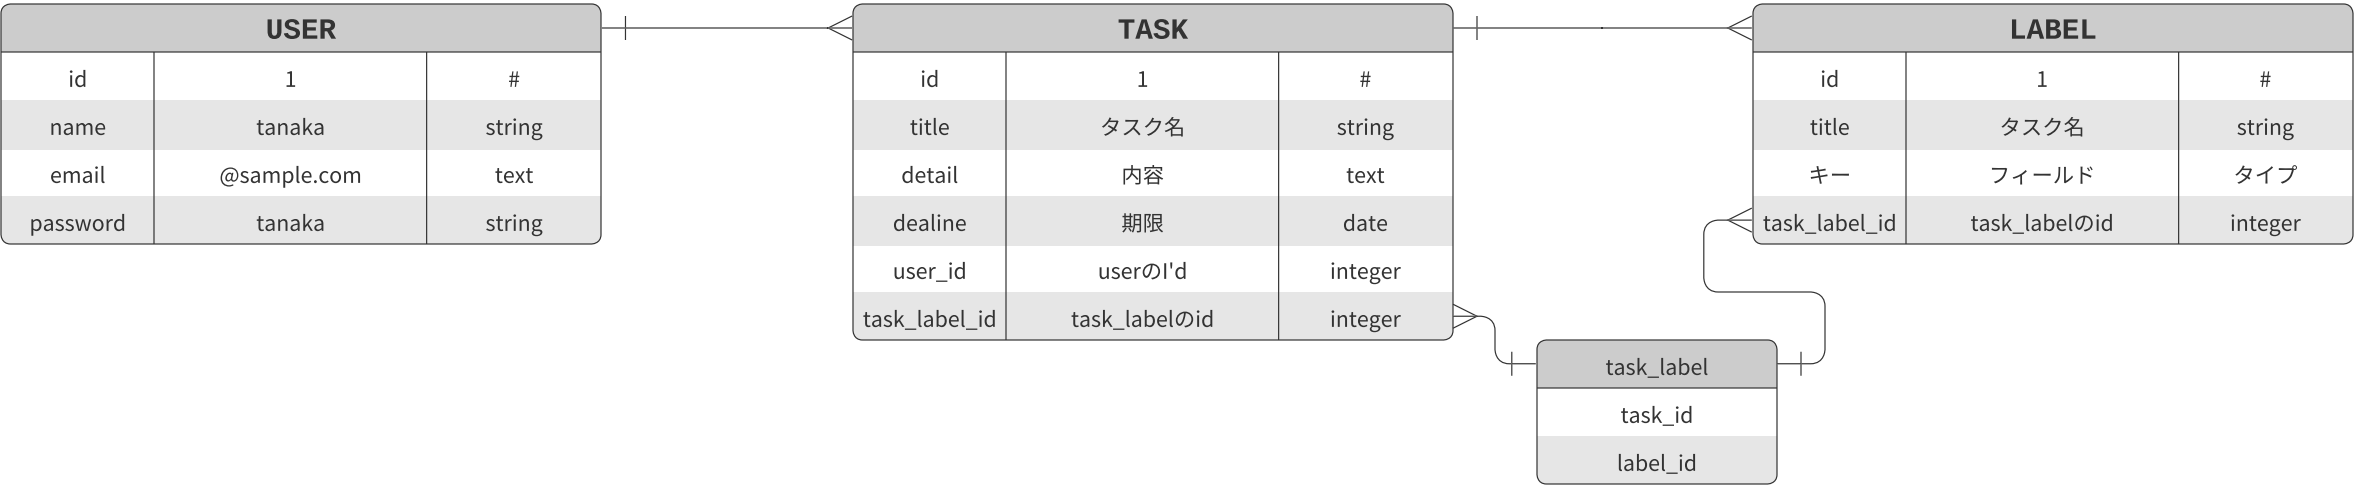 USER
id 1 #
name tanaka string
email @sample.com text
password tanaka string
TASK
id 1 #
title タスク名 string
detail 内容 text
dealine 期限 date
user_id userのI'd integer
task_label_id task_labelのid integer
LABEL
id 1 #
title タスク名 string
キー フィールド タイプ
task_label_id task_labelのid integer
task_label
task_id
label_id